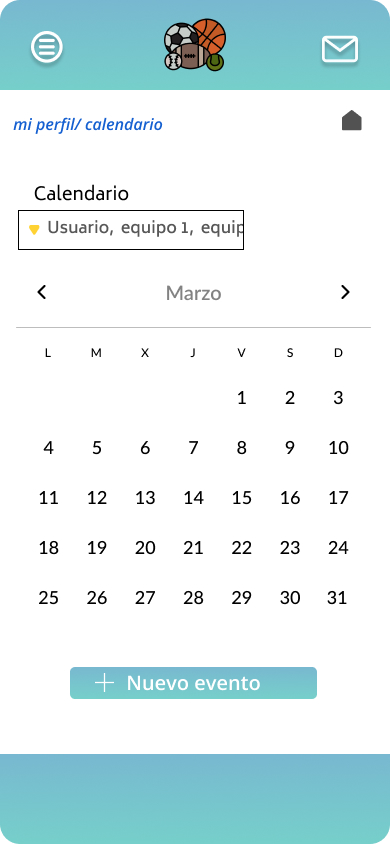 mi perfil/ calendario
Calendario
Usuario, equipo 1, equip
Marzo
L M X J V S D
1 2 3
4 5 6 7 8 9 10
11 12 13 14 15 16 17
18 19 20 21 22 23 24
25 26 27 28 29 30 31
Nuevo evento